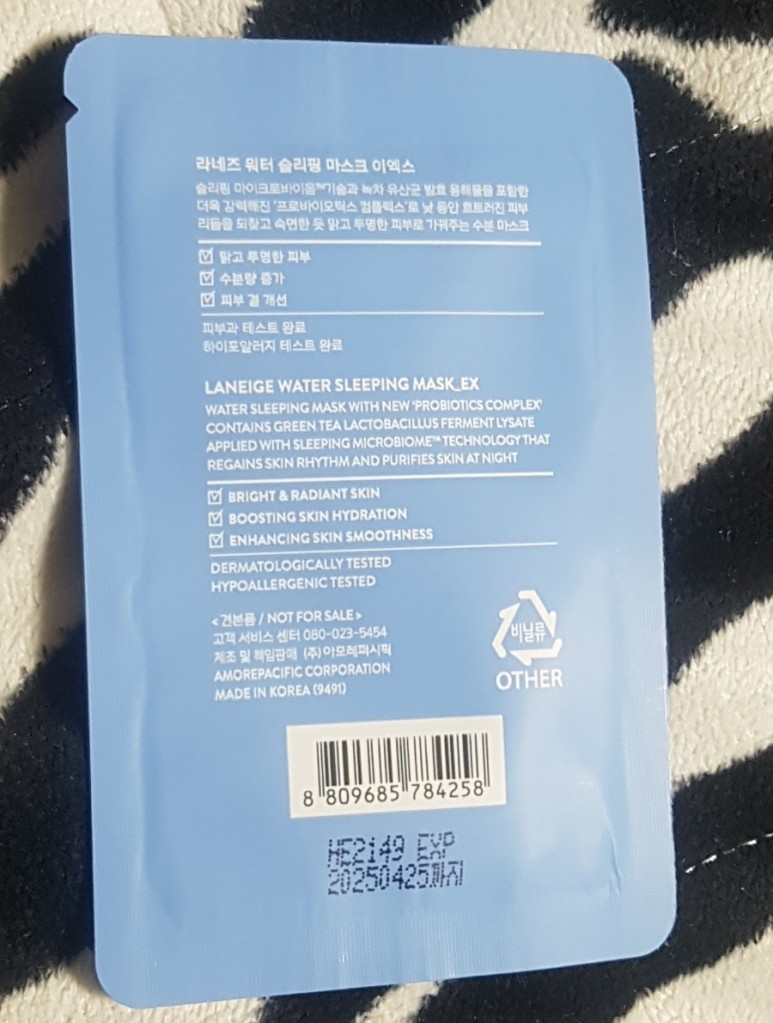 라네즈 워터 슬리핑 마스크 이엑스
슬리핑 마이크로바이옴™기술과 녹차 유산균 발효 용해물을 포함한
더욱 강력해진 '프로바이오틱스 컴플렉스'로 낮 동안 흐트러진 피부
리듬을 되찾고 숙면한 듯 맑고 투명한 피부로 가꿔주는 수분 마스크
맑고 투명한 피부
수분량 증가
피부 결 개선
피부과 테스트 완료
하이포알러지 테스트 완료
LANEIGE WATER SLEEPING MASK_EX
WATER SLEEPING MASK WITH NEW 'PROBIOTICS COMPLEX'
CONTAINS GREEN TEA LACTOBACILLUS FERMENT LYSATE
APPLIED WITH SLEEPING MICROBIOME™ TECHNOLOGY THAT
REGAINS SKIN RHYTHM AND PURIFIES SKIN AT NIGHT
BRIGHT & RADIANT SKIN
BOOSTING SKIN HYDRATION
ENHANCING SKIN SMOOTHNESS
DERMATOLOGICALLY TESTED
HYPOALLERGENIC TESTED
<견본품 / NOT FOR SALE>
고객 서비스 센터 080-023-5454
제조 및 책임판매 (주)아모레퍼시픽
AMOREPACIFIC CORPORATION
MADE IN KOREA (9491)
비닐류
OTHER
8 809685 784258
HE2149 EXP
20250425까지